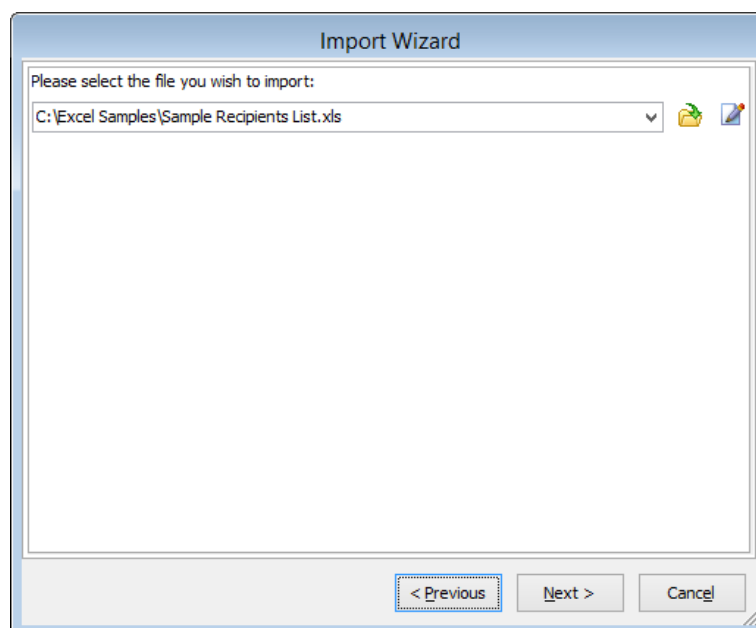 Import Wizard
Please select the file you wish to import:
C:\Excel Samples\Sample Recipients List.xls
< Previous Next > Cancel